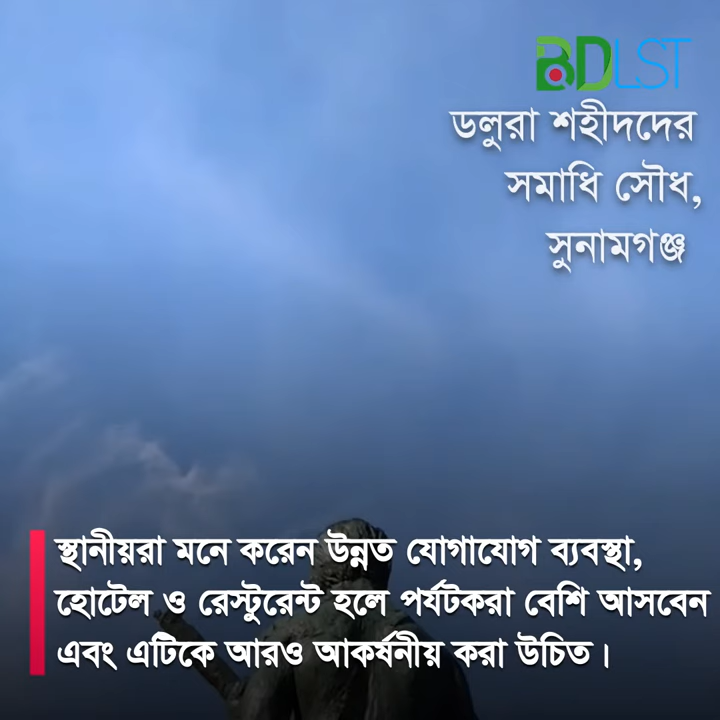 BDLST
ডলুরা শহীদদের
সমাধি সৌধ,
সুনামগঞ্জ
স্থানীয়রা মনে করেন উন্নত যোগাযোগ ব্যবস্থা,
হোটেল ও রেস্টুরেন্ট হলে পর্যটকরা বেশি আসবেন
এবং এটিকে আরও আকর্ষনীয় করা উচিত।